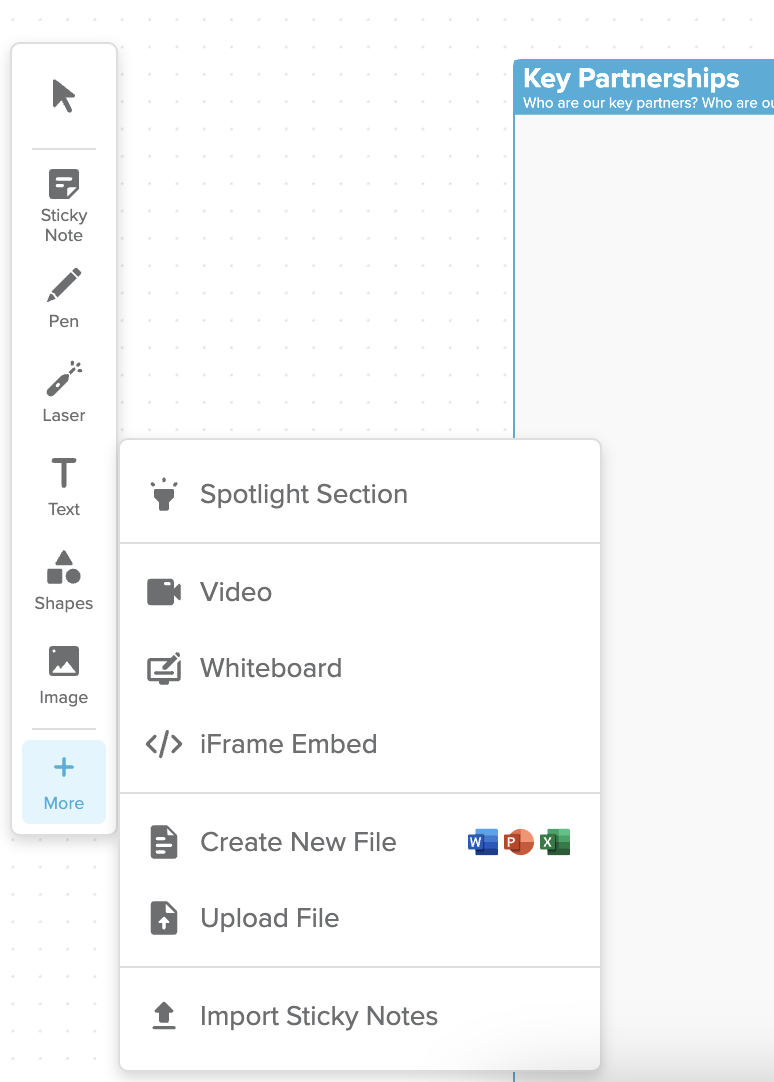 Key Partnerships
Who are our key partners? Who are
Sticky
Note
Pen
Laser
Text
Shapes
Image
More
Spotlight Section
Video
Whiteboard
iFrame Embed
Create New File W P X
Upload File
Import Sticky Notes